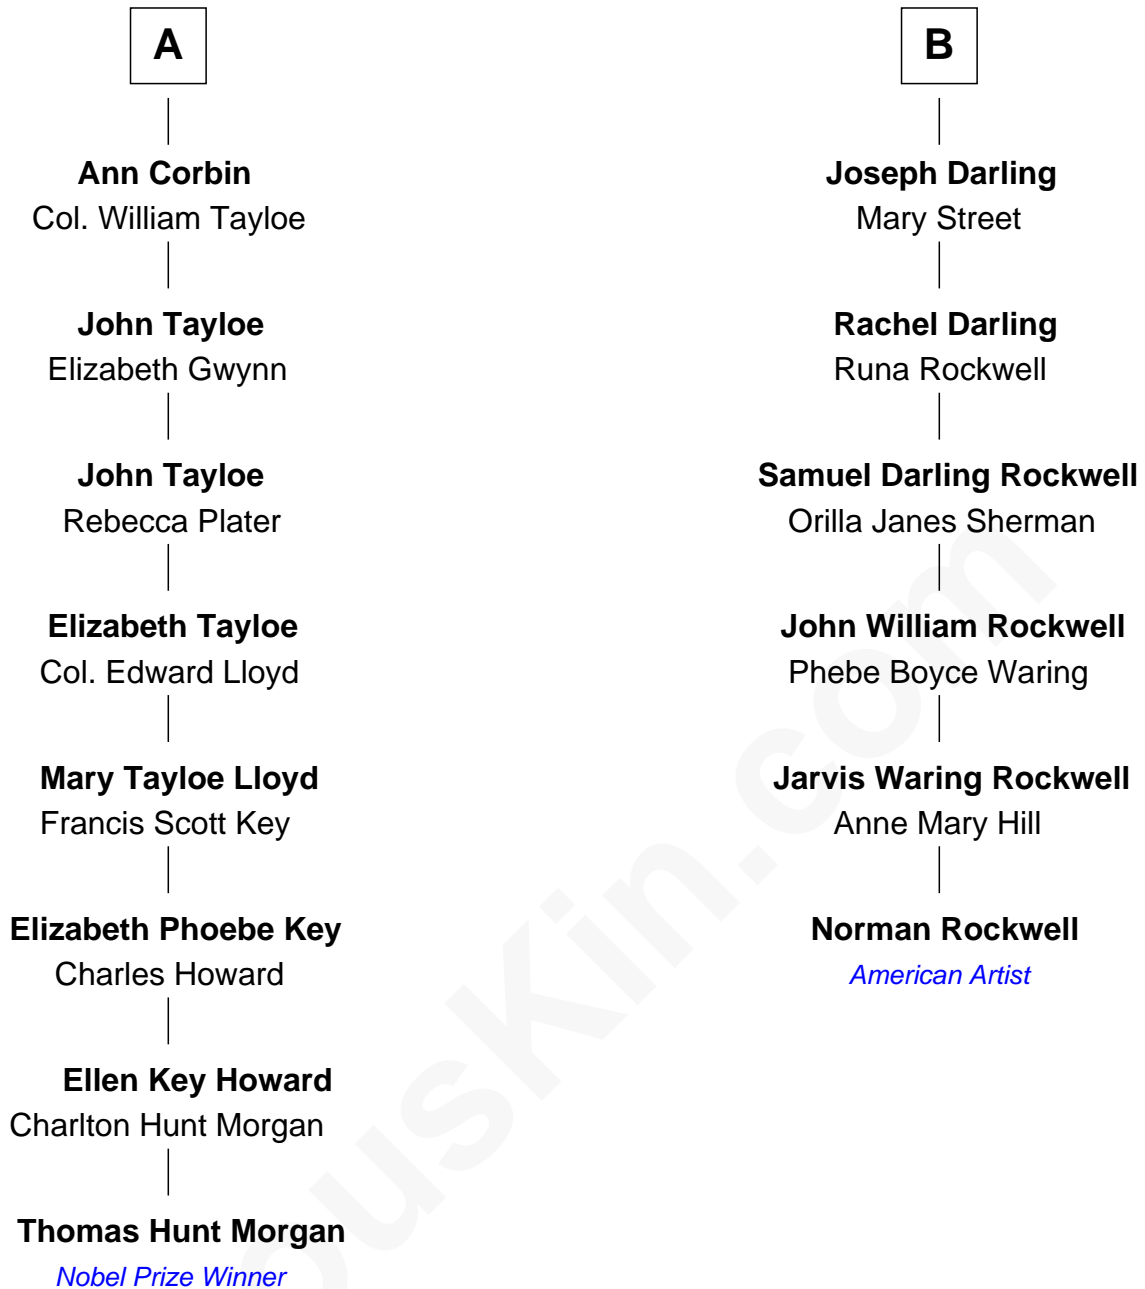 A
Ann Corbin
Col. William Tayloe
John Tayloe
Elizabeth Gwynn
John Tayloe
Rebecca Plater
Elizabeth Tayloe
Col. Edward Lloyd
Mary Tayloe Lloyd
Francis Scott Key
Elizabeth Phoebe Key
Charles Howard
Ellen Key Howard
Charlton Hunt Morgan
Thomas Hunt Morgan
Nobel Prize Winner
B
Joseph Darling
Mary Street
Rachel Darling
Runa Rockwell
Samuel Darling Rockwell
Orilla Janes Sherman
John William Rockwell
Phebe Boyce Waring
Jarvis Waring Rockwell
Anne Mary Hill
Norman Rockwell
American Artist
ousKin.com